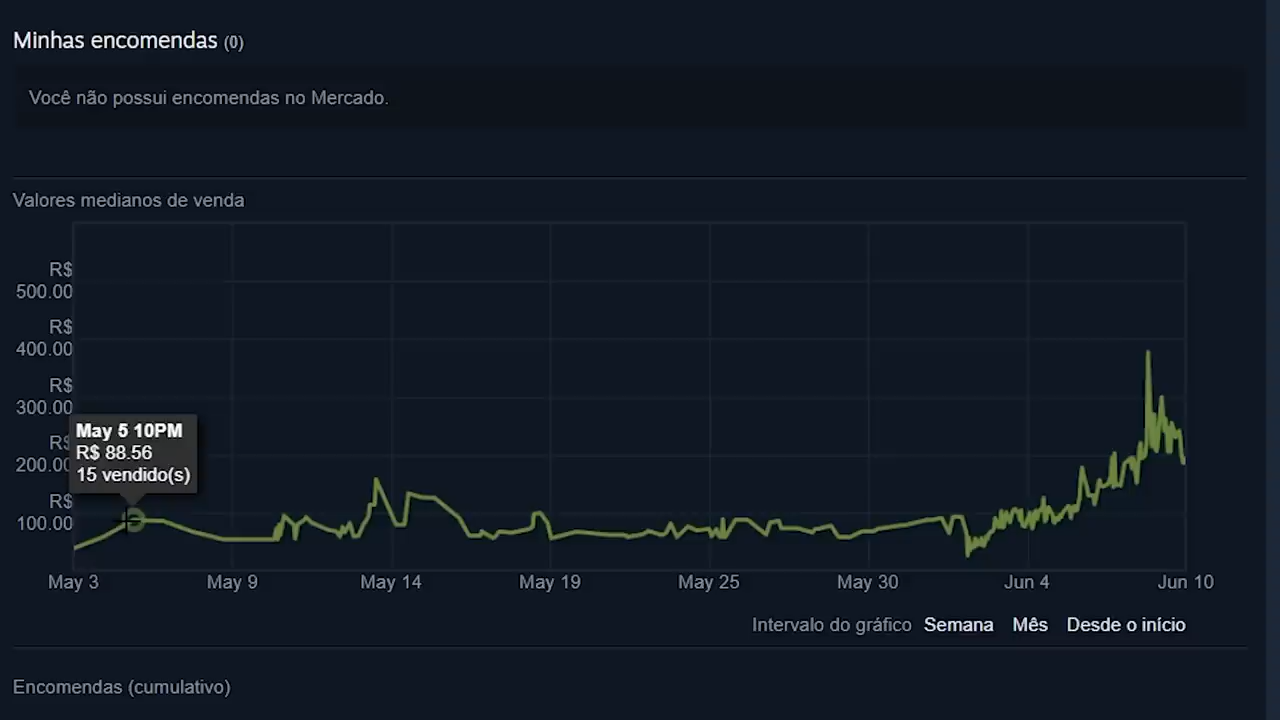 Minhas encomendas (0)
Você não possui encomendas no Mercado.
Valores medianos de venda
R$
500.00
R$
400.00
R$
300.00
R$
200.00
R$
100.00
May 5 10PM
R$ 88.56
15 vendido(s)
May 3 May 9 May 14 May 19 May 25 May 30 Jun 4 Jun 10
Intervalo do gráfico Semana Mês Desde o início
Encomendas (cumulativo)